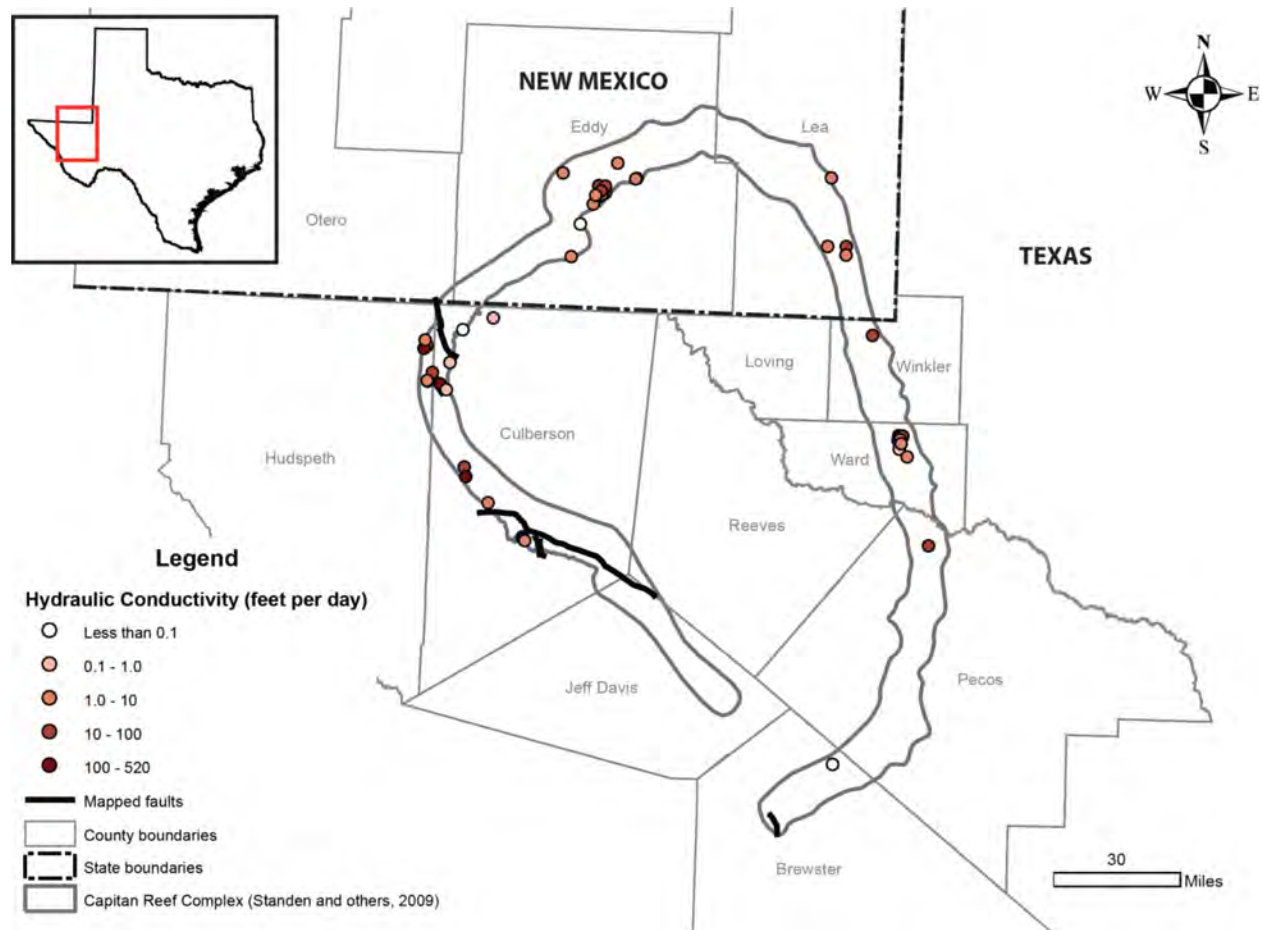 N
W E
S
NEW MEXICO
Eddy
Lea
Otero
TEXAS
Loving
Winkler
Culberson
Hudspeth
Ward
Reeves
Jeff Davis
Pecos
Brewster
Legend
Hydraulic Conductivity (feet per day)
Less than 0.1
0.1 - 1.0
1.0 - 10
10 - 100
100 - 520
Mapped faults
County boundaries
State boundaries
Capitan Reef Complex (Standen and others, 2009)
30
Miles